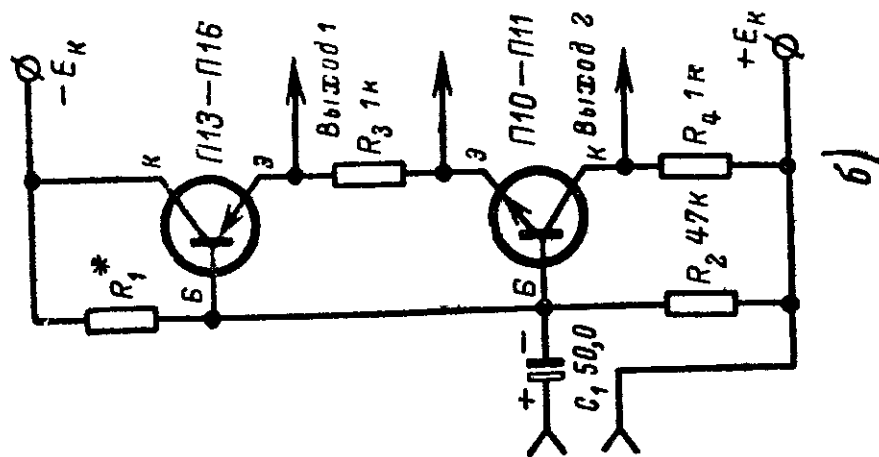 −Eк
К
П13—П16
R₁*
Б
Э
Выход 1
R₃ 1к
Э
П10—П11
Б
К
Выход 2
− +
C₁ 50,0
R₂ 47к
R₄ 1к
+Eк
б)